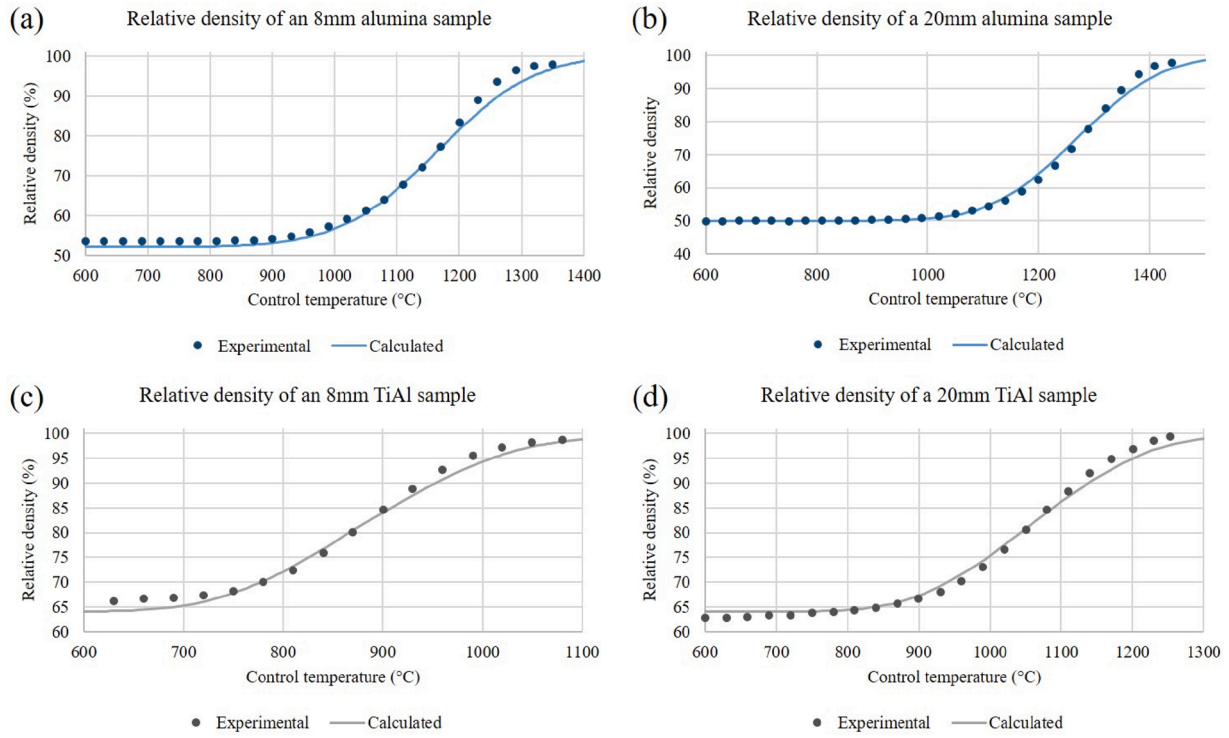 (a)
Relative density of an 8mm alumina sample
Relative density (%)
100
90
80
70
60
50
600 700 800 900 1000 1100 1200 1300 1400
Control temperature (°C)
Experimental Calculated
(b)
Relative density of a 20mm alumina sample
Relative density
100
90
80
70
60
50
40
600 800 1000 1200 1400
Control temperature (°C)
Experimental Calculated
(c)
Relative density of an 8mm TiAl sample
Relative density (%)
100
95
90
85
80
75
70
65
60
600 700 800 900 1000 1100
Control temperature (°C)
Experimental Calculated
(d)
Relative density of a 20mm TiAl sample
Relative density (%)
100
95
90
85
80
75
70
65
60
600 700 800 900 1000 1100 1200 1300
Control temperature (°C)
Experimental Calculated